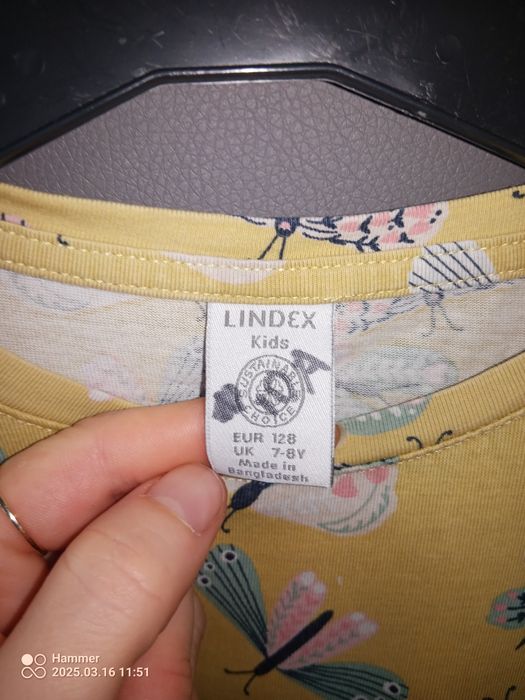 LINDEX
Kids
SUSTAINABLE
CHOICE
EUR 128
UK 7-8Y
Made in
Bangladesh
Hammer
2025.03.16 11:51